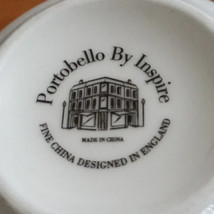 Portobello By Inspire
MADE IN CHINA
FINE CHINA DESIGNED IN ENGLAND